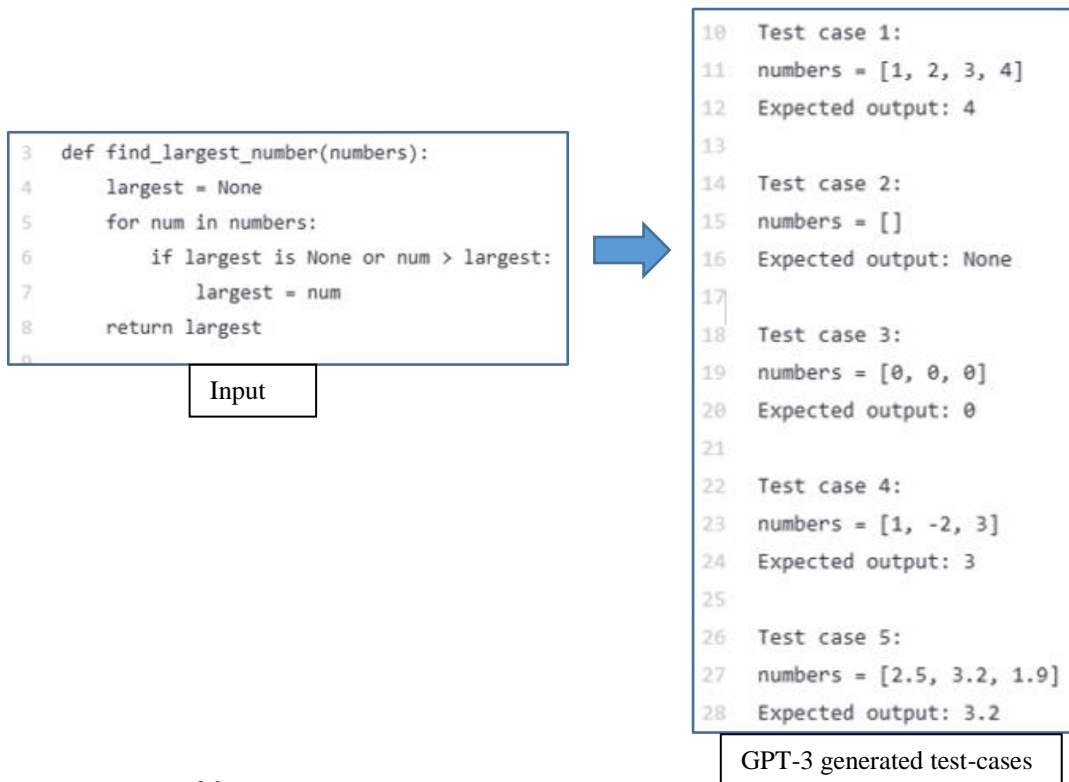 3 def find_largest_number(numbers):
4     largest = None
5     for num in numbers:
6         if largest is None or num > largest:
7             largest = num
8     return largest
Input
10 Test case 1:
11 numbers = [1, 2, 3, 4]
12 Expected output: 4
13
14 Test case 2:
15 numbers = []
16 Expected output: None
17
18 Test case 3:
19 numbers = [0, 0, 0]
20 Expected output: 0
21
22 Test case 4:
23 numbers = [1, -2, 3]
24 Expected output: 3
25
26 Test case 5:
27 numbers = [2.5, 3.2, 1.9]
28 Expected output: 3.2
GPT-3 generated test-cases